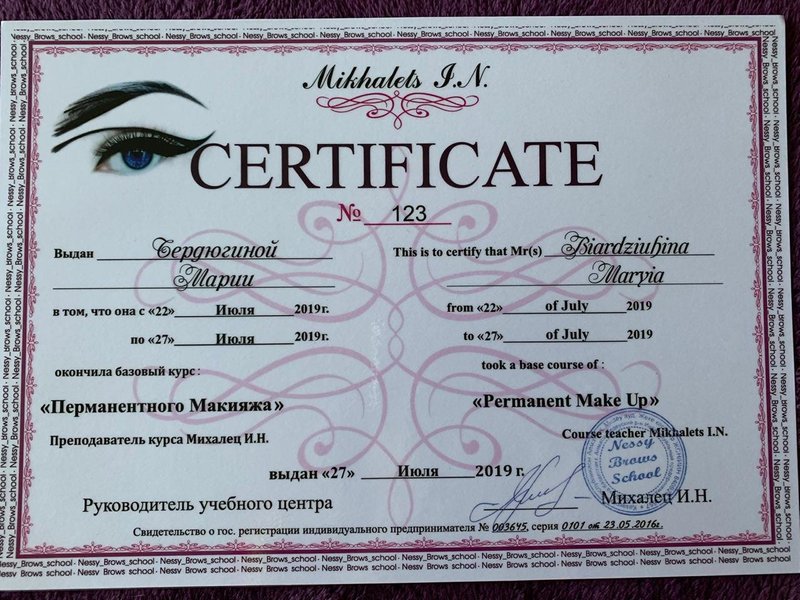 Nessy_Brows_school
Mikhalets I.N.
CERTIFICATE
№ 123
Выдан Бердюгиной
Марии
в том, что она с «22» Июля 2019г.
по «27» Июля 2019г.
окончила базовый курс:
«Перманентного Макияжа»
Преподаватель курса Михалец И.Н.
This is to certify that Mr(s) Biardziuhina
Maryia
from «22» of July 2019
to «27» of July 2019
took a base course of:
«Permanent Make Up»
Course teacher Mikhalets I.N.
Nessy
Brows
School
выдан «27» Июля 2019 г.
Руководитель учебного центра Михалец И.Н.
Свидетельство о гос. регистрации индивидуального предпринимателя № 003645, серия 0101 от 23.05.2016г.